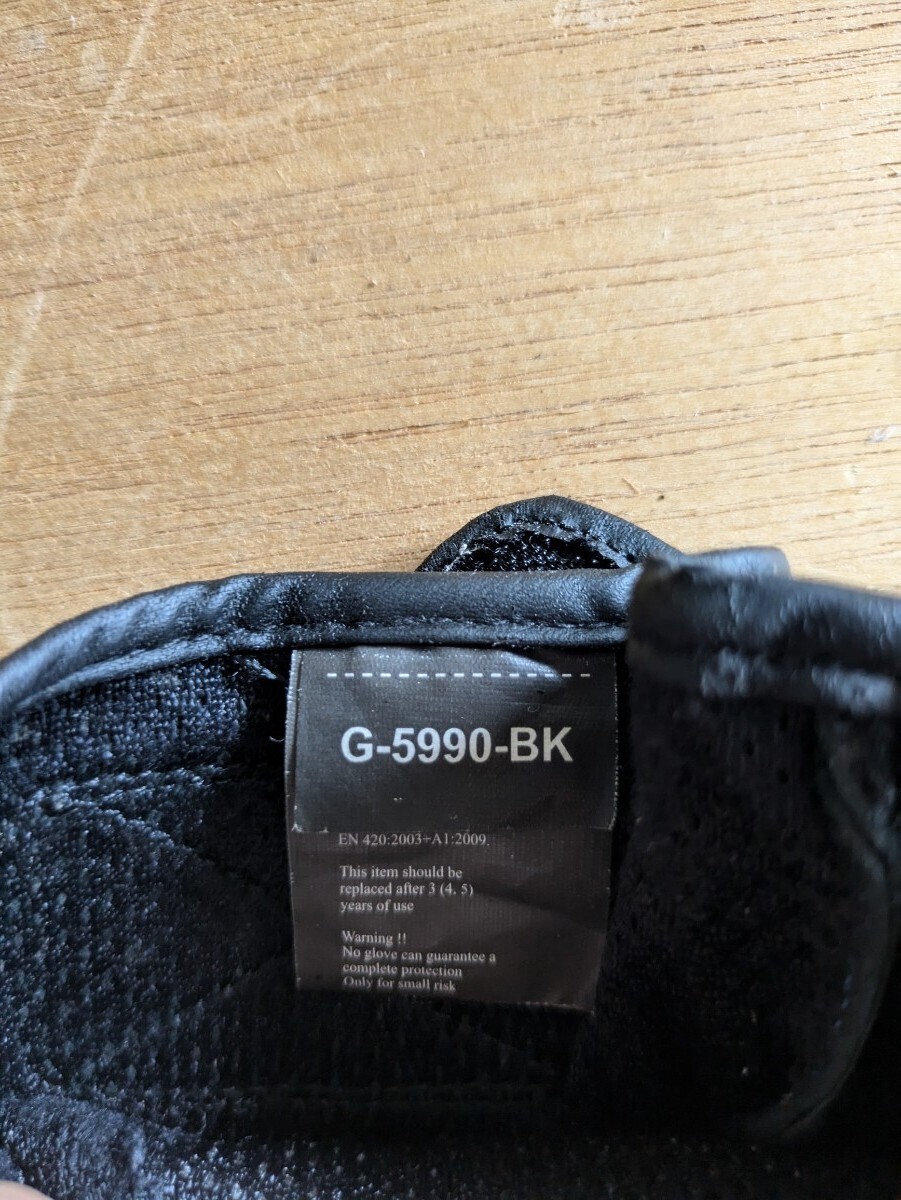 G-5990-BK
EN 420:2003+A1:2009.
This item should be
replaced after 3 (4, 5)
years of use
Warning !!
No glove can guarantee a
complete protection
Only for small risk